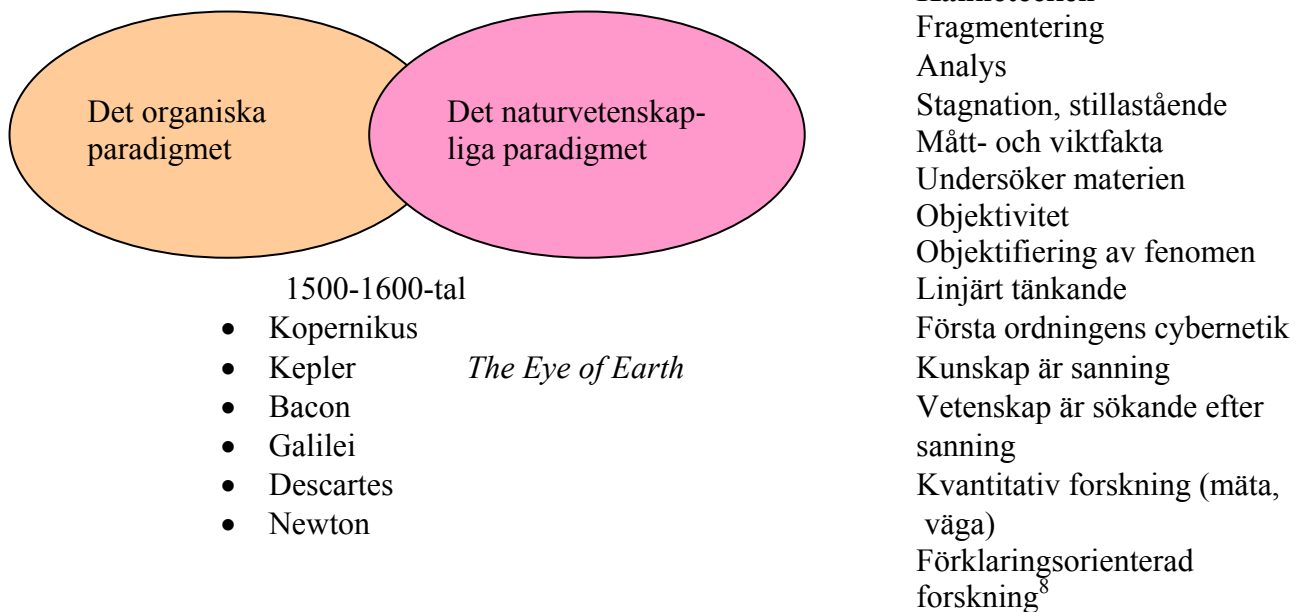 Det organiska
paradigmet
Det naturvetenskap-
liga paradigmet
1500-1600-tal
• Kopernikus
• Kepler
• Bacon
• Galilei
• Descartes
• Newton
The Eye of Earth
Fragmentering
Analys
Stagnation, stillastående
Mått- och viktfakta
Undersöker materien
Objektivitet
Objektifiering av fenomen
Linjärt tänkande
Första ordningens cybernetik
Kunskap är sanning
Vetenskap är sökande efter
sanning
Kvantitativ forskning (mäta,
väga)
Förklaringsorienterad
forskning8